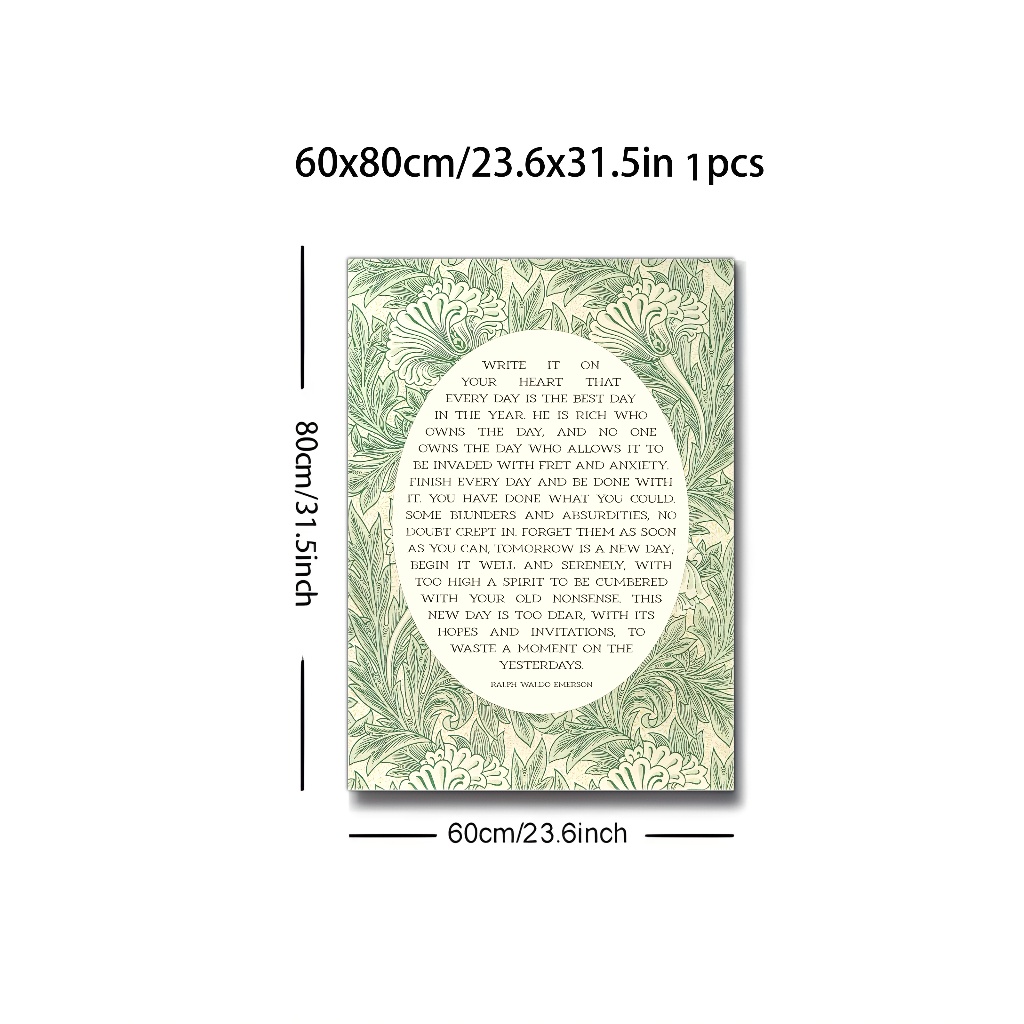 60x80cm/23.6x31.5in 1pcs
80cm/31.5inch
WRITE IT ON
YOUR HEART THAT
EVERY DAY IS THE BEST DAY
IN THE YEAR. HE IS RICH WHO
OWNS THE DAY, AND NO ONE
OWNS THE DAY WHO ALLOWS IT TO
BE INVADED WITH FRET AND ANXIETY.
FINISH EVERY DAY AND BE DONE WITH
IT. YOU HAVE DONE WHAT YOU COULD.
SOME BLUNDERS AND ABSURDITIES, NO
DOUBT CREPT IN. FORGET THEM AS SOON
AS YOU CAN, TOMORROW IS A NEW DAY;
BEGIN IT WELL AND SERENELY, WITH
TOO HIGH A SPIRIT TO BE CUMBERED
WITH YOUR OLD NONSENSE. THIS
NEW DAY IS TOO DEAR, WITH ITS
HOPES AND INVITATIONS, TO
WASTE A MOMENT ON THE
YESTERDAYS.
RALPH WALDO EMERSON
60cm/23.6inch